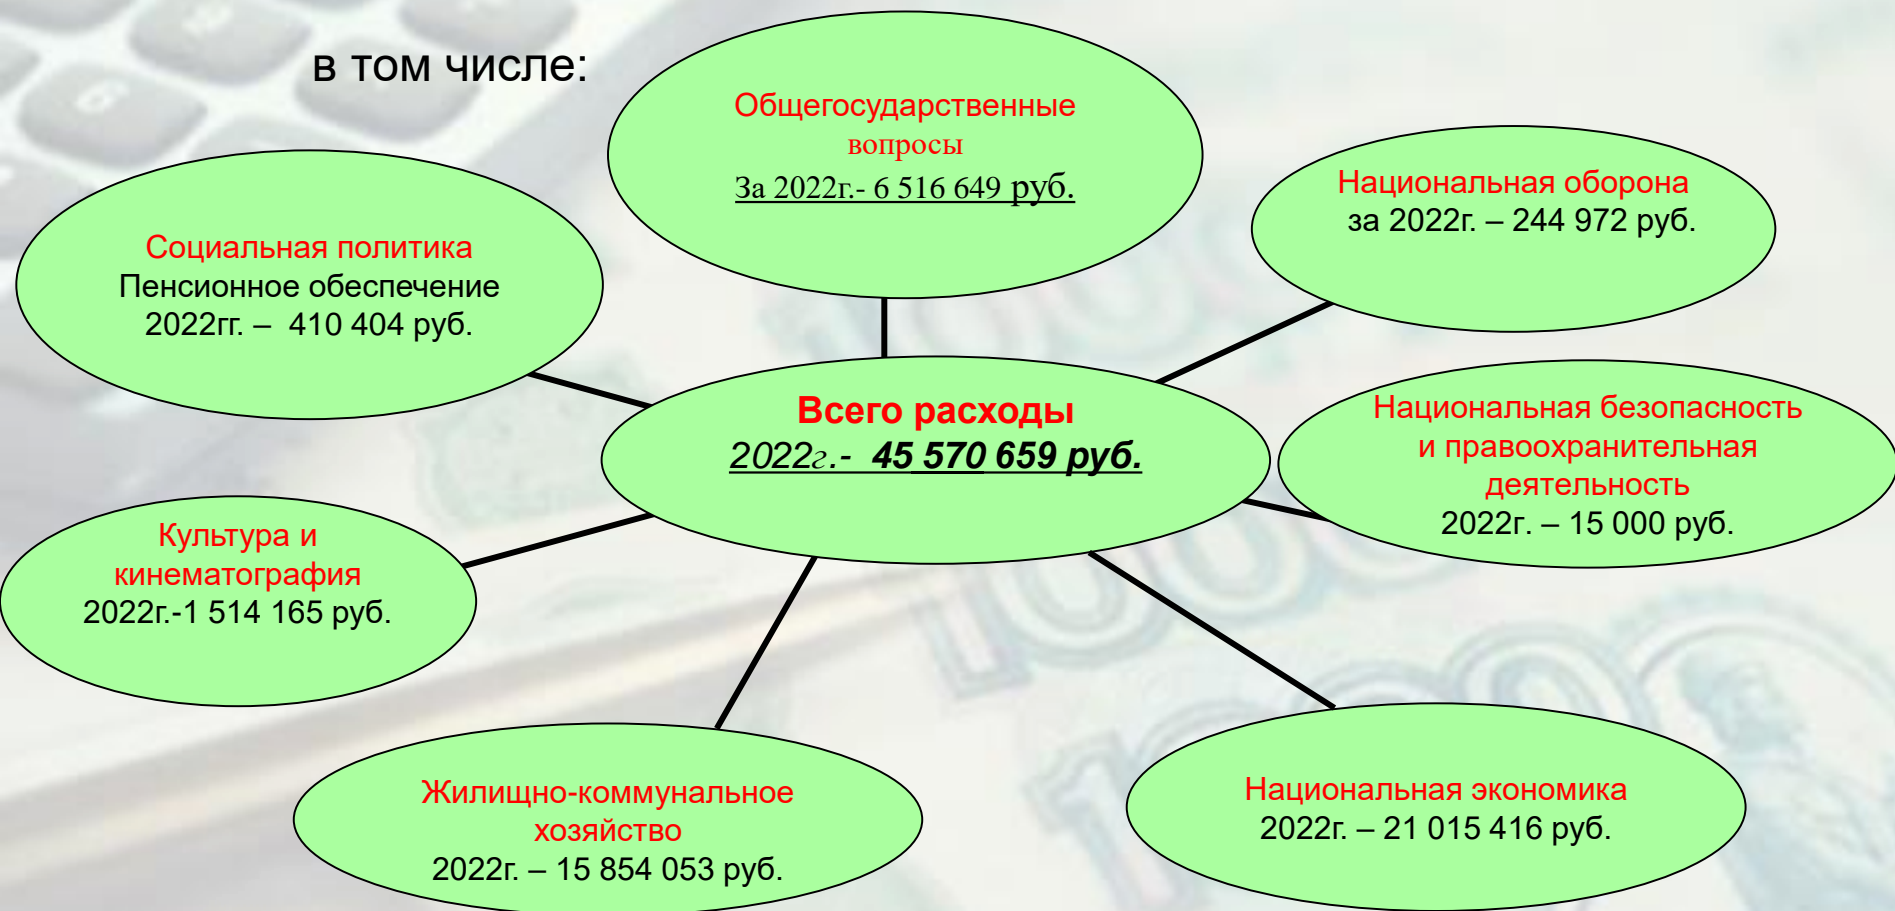 в том числе:
Общегосударственные
вопросы
За 2022г.- 6 516 649 руб.
Национальная оборона
за 2022г. – 244 972 руб.
Социальная политика
Пенсионное обеспечение
2022гг. – 410 404 руб.
Всего расходы
2022г.- 45 570 659 руб.
Национальная безопасность
и правоохранительная
деятельность
2022г. – 15 000 руб.
Культура и
кинематография
2022г.-1 514 165 руб.
Жилищно-коммунальное
хозяйство
2022г. – 15 854 053 руб.
Национальная экономика
2022г. – 21 015 416 руб.